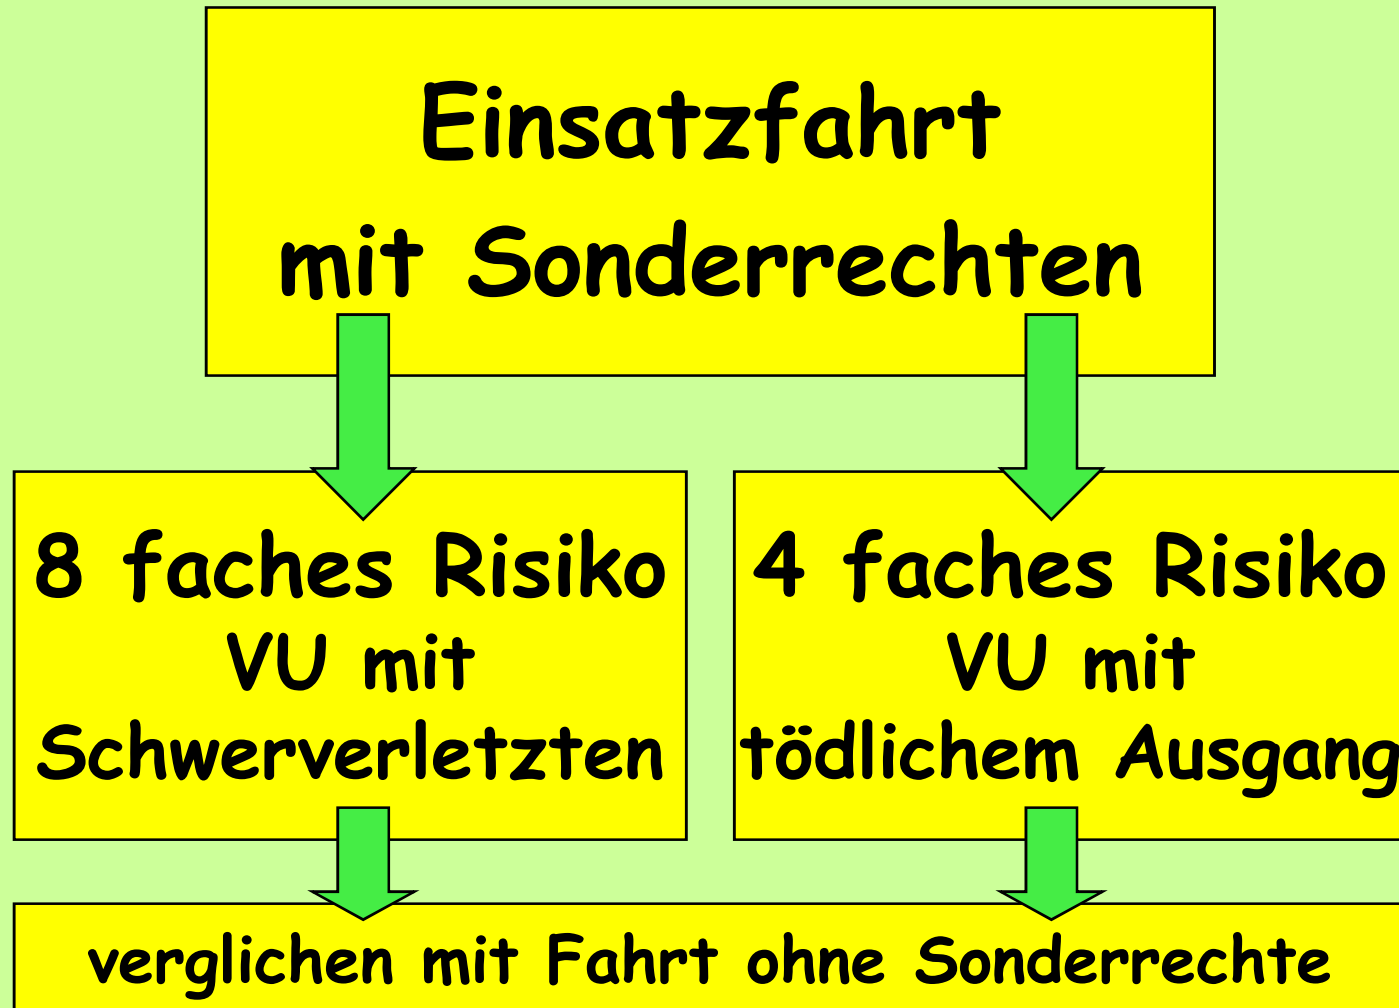 Einsatzfahrt
mit Sonderrechten
8 faches Risiko
VU mit
Schwerverletzten
4 faches Risiko
VU mit
tödlichem Ausgang
verglichen mit Fahrt ohne Sonderrechte